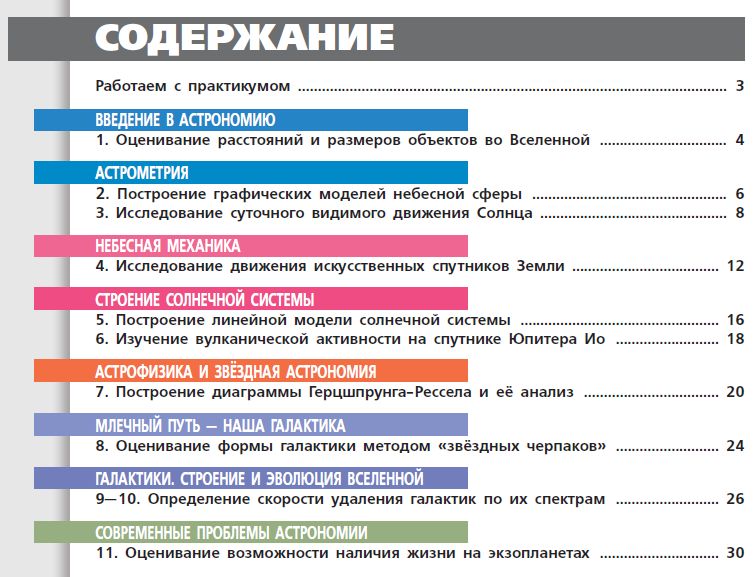 СОДЕРЖАНИЕ
Работаем с практикумом ........ 3
ВВЕДЕНИЕ В АСТРОНОМИЮ
1. Оценивание расстояний и размеров объектов во Вселенной ........ 4
АСТРОМЕТРИЯ
2. Построение графических моделей небесной сферы ........ 6
3. Исследование суточного видимого движения Солнца ........ 8
НЕБЕСНАЯ МЕХАНИКА
4. Исследование движения искусственных спутников Земли ........ 12
СТРОЕНИЕ СОЛНЕЧНОЙ СИСТЕМЫ
5. Построение линейной модели солнечной системы ........ 16
6. Изучение вулканической активности на спутнике Юпитера Ио ........ 18
АСТРОФИЗИКА И ЗВЁЗДНАЯ АСТРОНОМИЯ
7. Построение диаграммы Герцшпрунга–Рессела и её анализ ........ 20
МЛЕЧНЫЙ ПУТЬ — НАША ГАЛАКТИКА
8. Оценивание формы галактики методом «звёздных черпаков» ........ 24
ГАЛАКТИКИ. СТРОЕНИЕ И ЭВОЛЮЦИЯ ВСЕЛЕННОЙ
9—10. Определение скорости удаления галактик по их спектрам ........ 26
СОВРЕМЕННЫЕ ПРОБЛЕМЫ АСТРОНОМИИ
11. Оценивание возможности наличия жизни на экзопланетах ........ 30